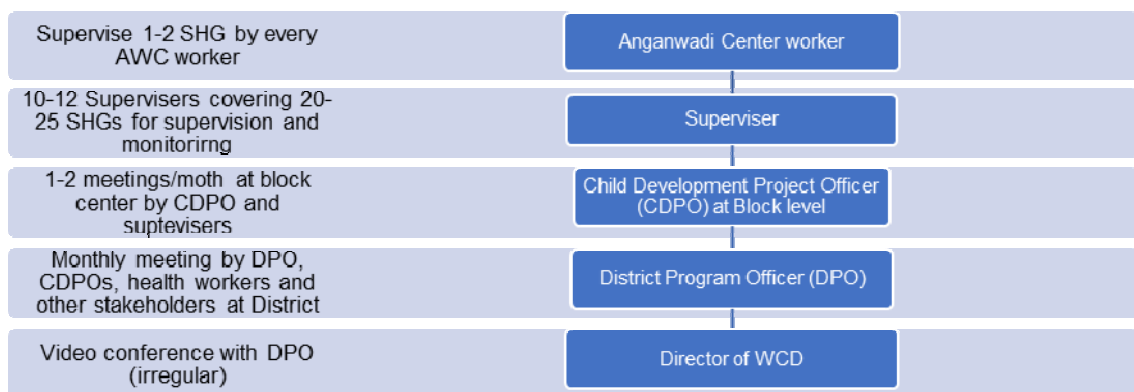 Supervise 1-2 SHG by every
AWC worker
Anganwadi Center worker
10-12 Supervisers covering 20-
25 SHGs for supervision and
monitorirng
Superviser
1-2 meetings/moth at block
center by CDPO and
suptevisers
Child Development Project Officer
(CDPO) at Block level
Monthly meeting by DPO,
CDPOs, health workers and
other stakeholders at District
District Program Officer (DPO)
Video conference with DPO
(irregular)
Director of WCD